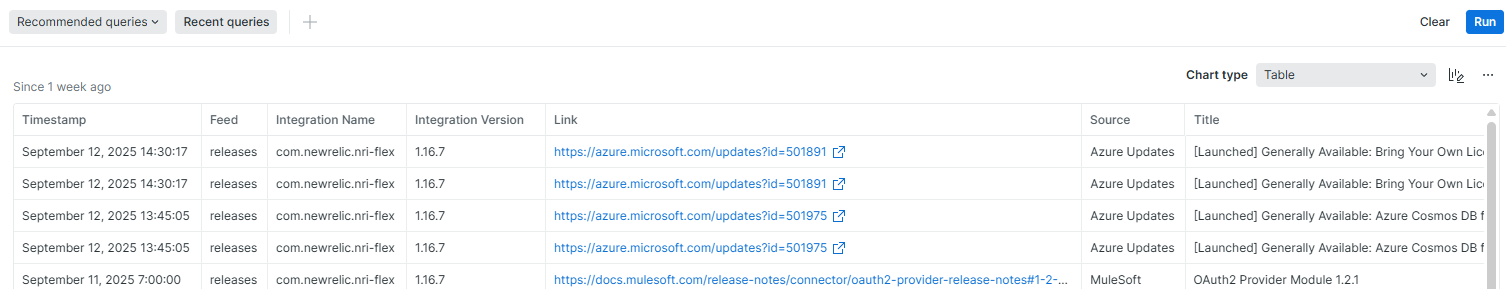 Recommended queries Recent queries Clear Run
Chart type Table
Since 1 week ago
Timestamp Feed Integration Name Integration Version Link Source Title
September 12, 2025 14:30:17 releases com.newrelic.nri-flex 1.16.7 https://azure.microsoft.com/updates?id=501891 Azure Updates [Launched] Generally Available: Bring Your Own Lic
September 12, 2025 14:30:17 releases com.newrelic.nri-flex 1.16.7 https://azure.microsoft.com/updates?id=501891 Azure Updates [Launched] Generally Available: Bring Your Own Lic
September 12, 2025 13:45:05 releases com.newrelic.nri-flex 1.16.7 https://azure.microsoft.com/updates?id=501975 Azure Updates [Launched] Generally Available: Azure Cosmos DB f
September 12, 2025 13:45:05 releases com.newrelic.nri-flex 1.16.7 https://azure.microsoft.com/updates?id=501975 Azure Updates [Launched] Generally Available: Azure Cosmos DB f
September 11, 2025 7:00:00 releases com.newrelic.nri-flex 1.16.7 https://docs.mulesoft.com/release-notes/connector/oauth2-provider-release-notes#1-2-... MuleSoft OAuth2 Provider Module 1.2.1